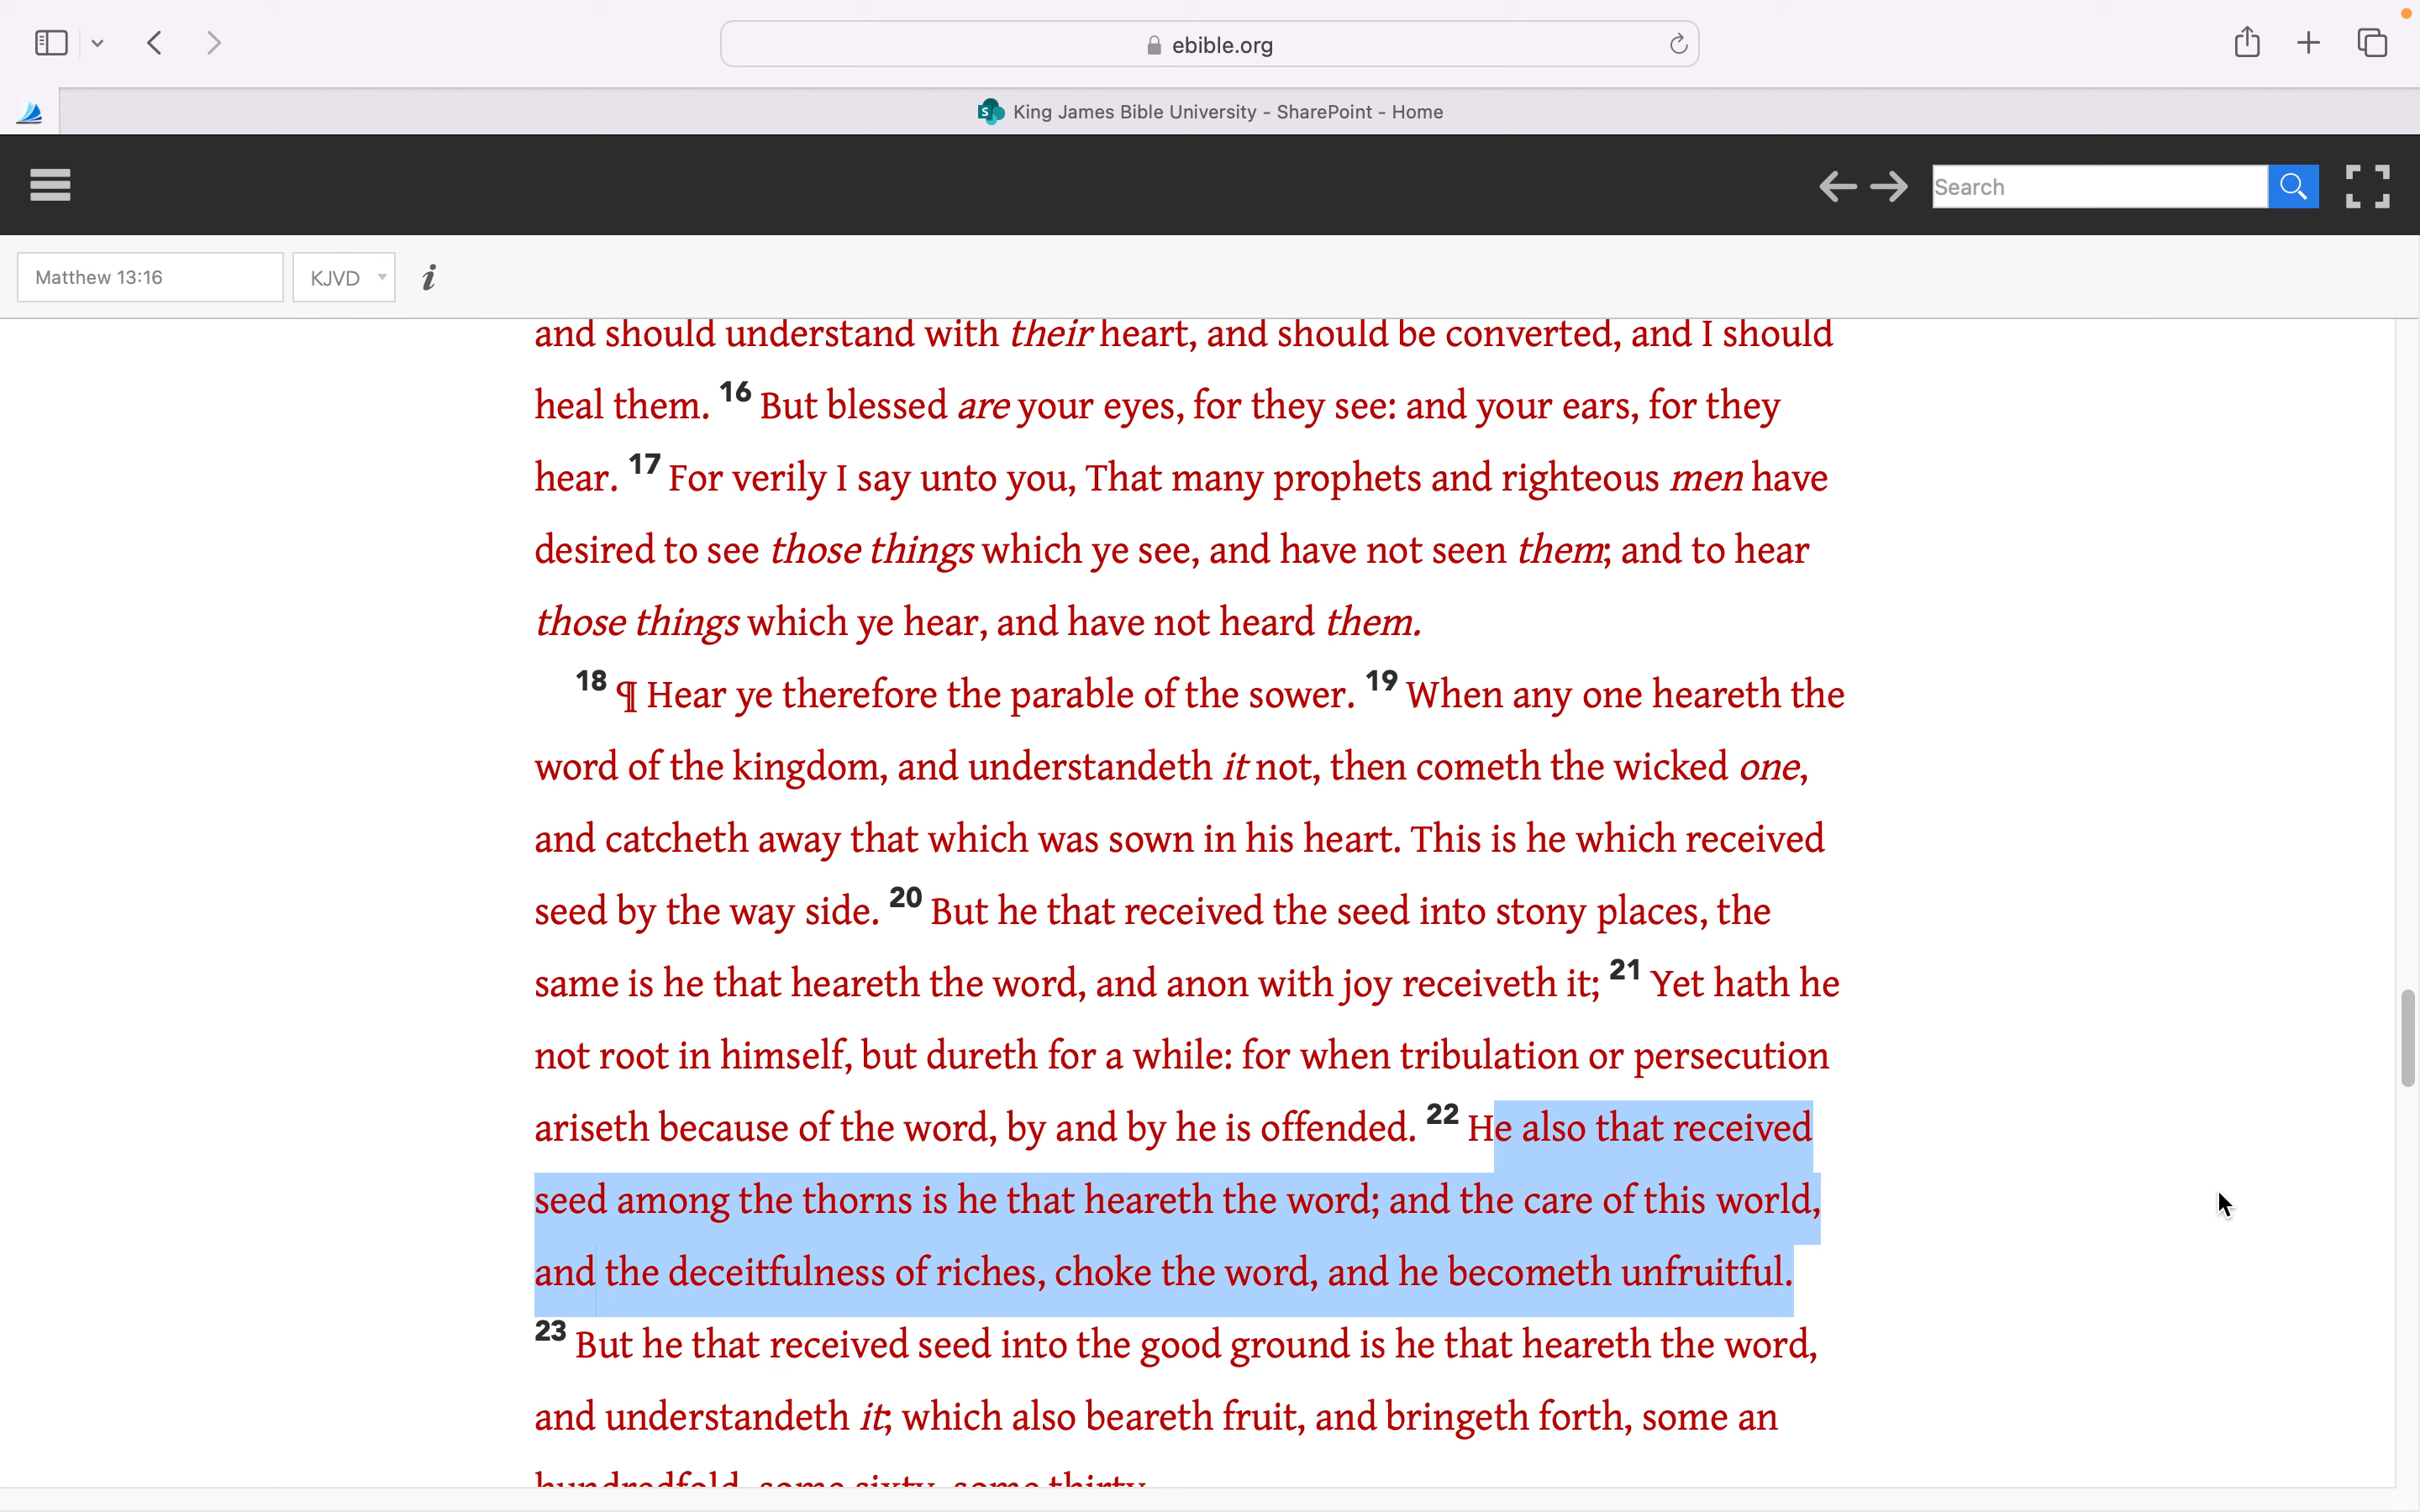 ebible.org
King James Bible University - SharePoint - Home
Search
Matthew 13:16 KJVD i
and should understand with their heart, and should be converted, and I should
heal them. 16 But blessed are your eyes, for they see: and your ears, for they
hear. 17 For verily I say unto you, That many prophets and righteous men have
desired to see those things which ye see, and have not seen them; and to hear
those things which ye hear, and have not heard them.
18 ¶ Hear ye therefore the parable of the sower. 19 When any one heareth the
word of the kingdom, and understandeth it not, then cometh the wicked one,
and catcheth away that which was sown in his heart. This is he which received
seed by the way side. 20 But he that received the seed into stony places, the
same is he that heareth the word, and anon with joy receiveth it; 21 Yet hath he
not root in himself, but dureth for a while: for when tribulation or persecution
ariseth because of the word, by and by he is offended. 22 He also that received
seed among the thorns is he that heareth the word; and the care of this world,
and the deceitfulness of riches, choke the word, and he becometh unfruitful.
23 But he that received seed into the good ground is he that heareth the word,
and understandeth it; which also beareth fruit, and bringeth forth, some an
hundredfold, some sixty, some thirty.